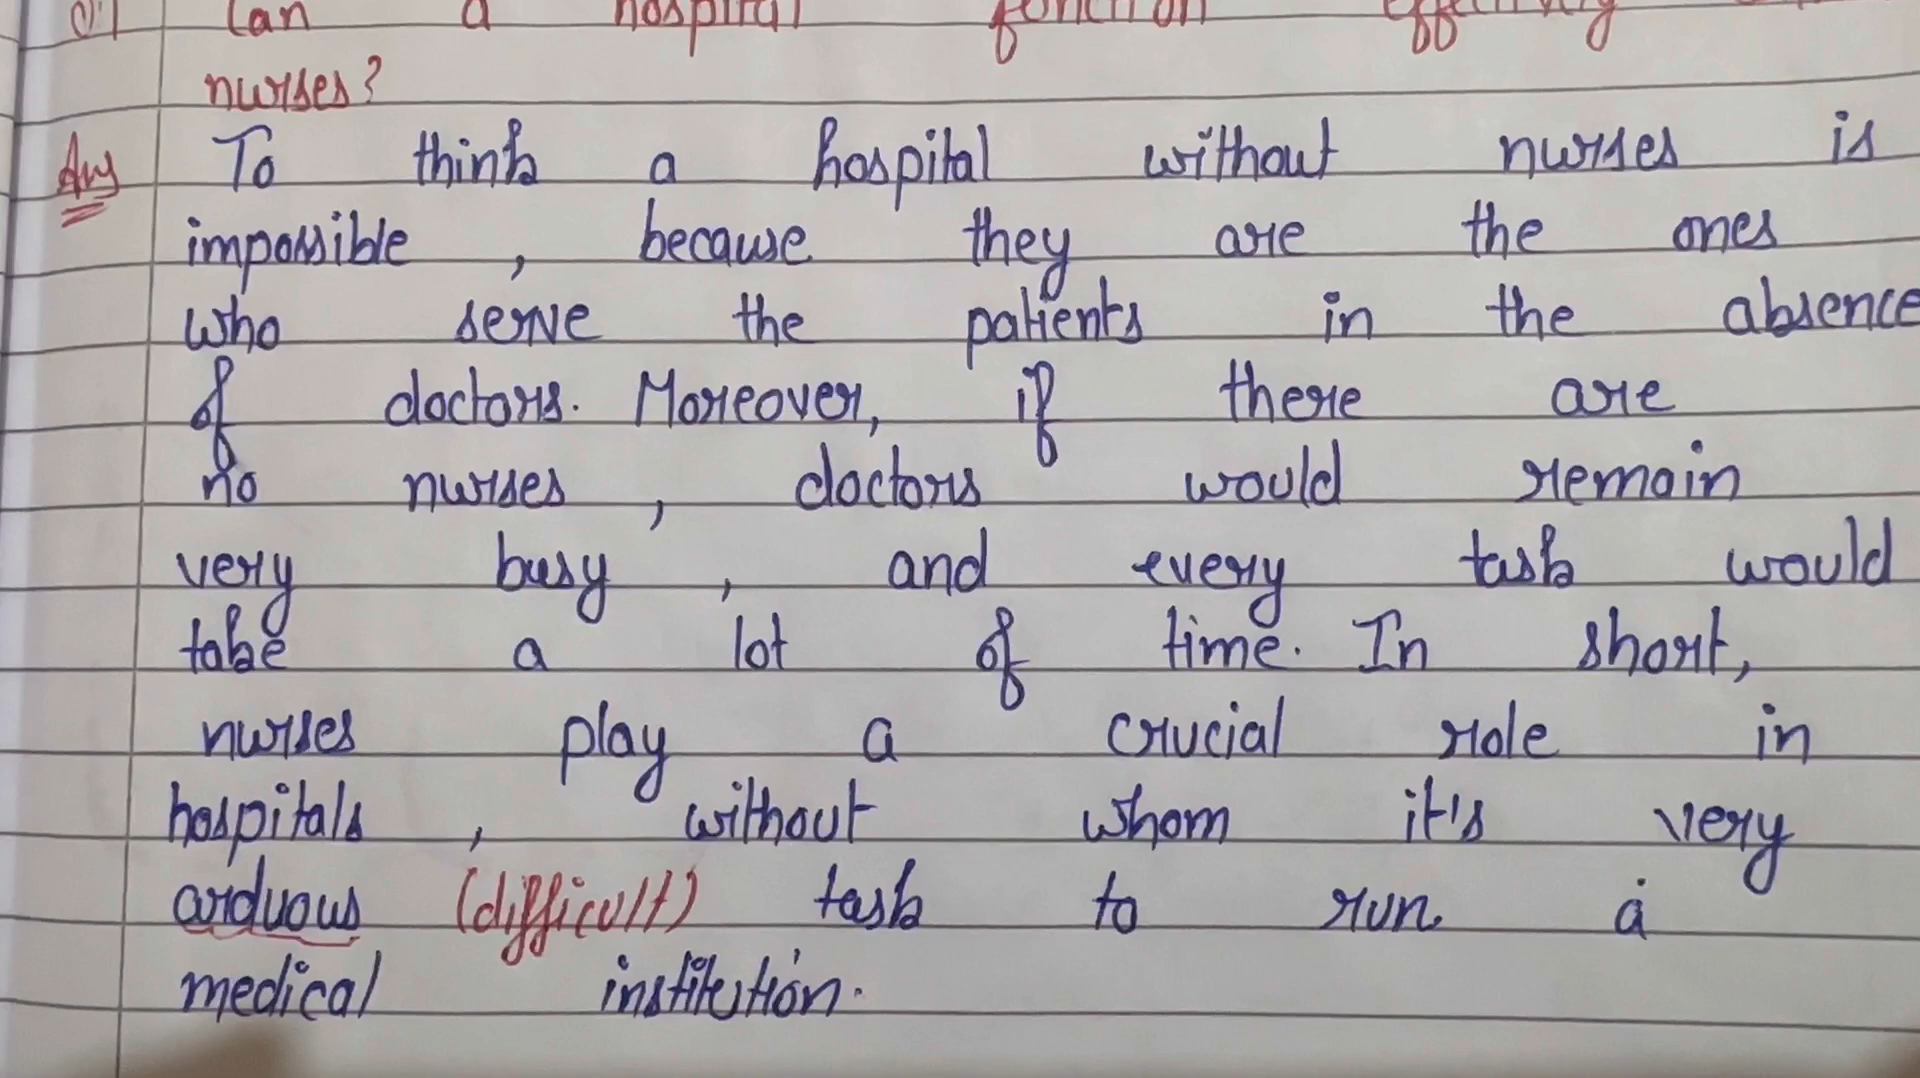 Q.1 Can a hospital function effectively
nurses?
Ans To think a hospital without nurses is
impossible , because they are the ones
who serve the patients in the absence
of doctors. Moreover, if there are
no nurses , doctors would remain
very busy , and every task would
take a lot of time. In short,
nurses play a crucial role in
hospitals , without whom it's very
arduous (difficult) task to run a
medical institution.